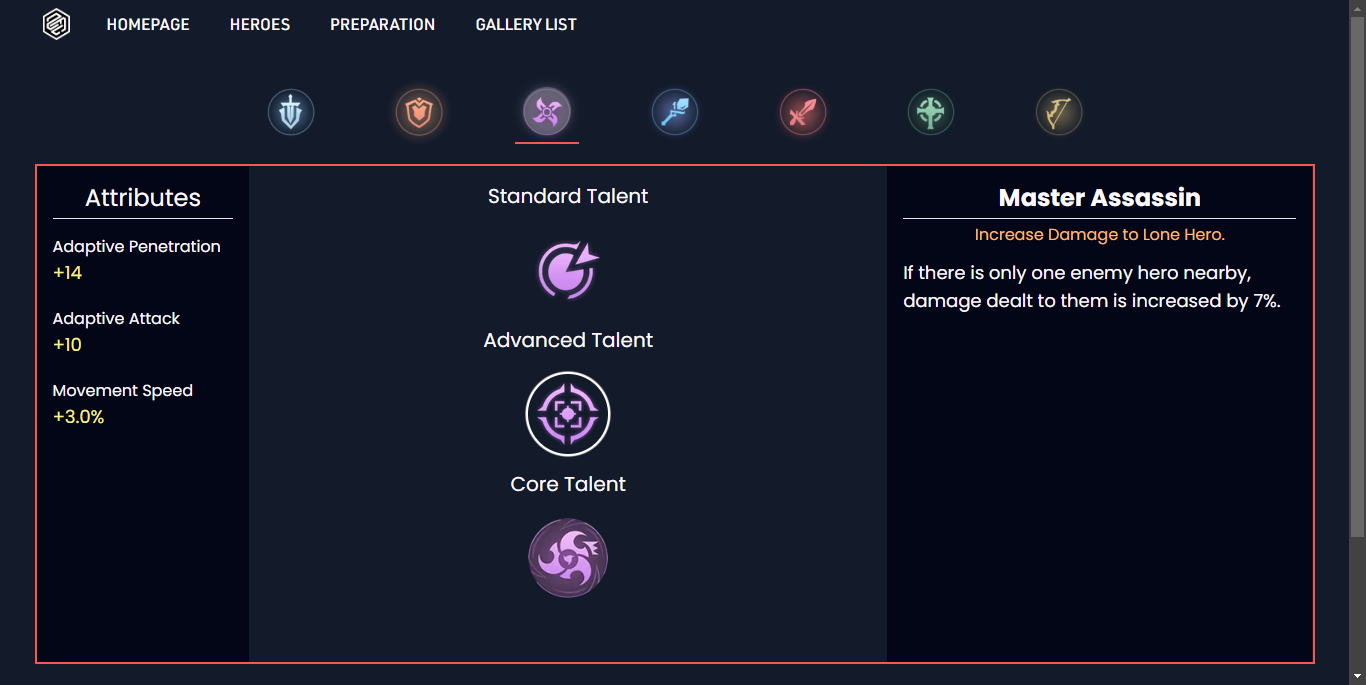 HOMEPAGE HEROES PREPARATION GALLERY LIST
Attributes
Adaptive Penetration
+14
Adaptive Attack
+10
Movement Speed
+3.0%
Standard Talent
Advanced Talent
Core Talent
Master Assassin
Increase Damage to Lone Hero.
If there is only one enemy hero nearby,
damage dealt to them is increased by 7%.